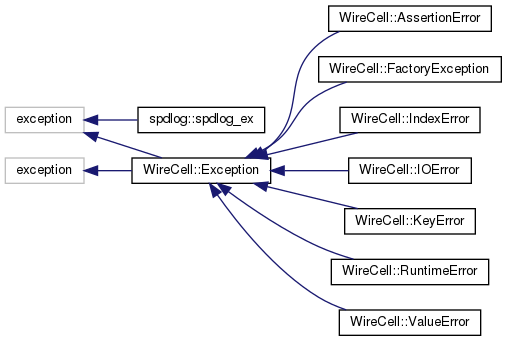 exception
exception
spdlog::spdlog_ex
WireCell::Exception
WireCell::AssertionError
WireCell::FactoryException
WireCell::IndexError
WireCell::IOError
WireCell::KeyError
WireCell::RuntimeError
WireCell::ValueError